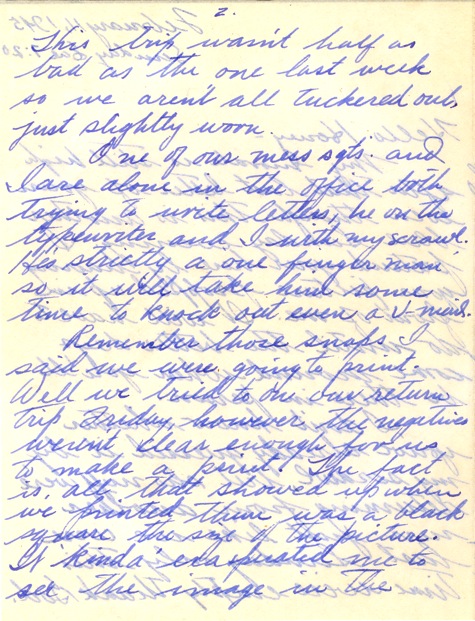 2.
This trip wasn't half as
bad as the one last week
so we aren't all tuckered out,
just slightly worn.
One of our mess sgts. and
I are alone in the office both
trying to write letters, he on the
typewriter and I with my scrawl.
He's strictly a one finger man
so it will take him some
time to knock out even a V-mail.
Remember those snaps I
said we were going to print.
Well we tried to on our return
trip Friday, however the negatives
weren't clear enough for us
to make a print. The fact
is, all that showed up when
we printed them was a black
square the size of the picture.
It kinda' exasperated me to
see the image in the